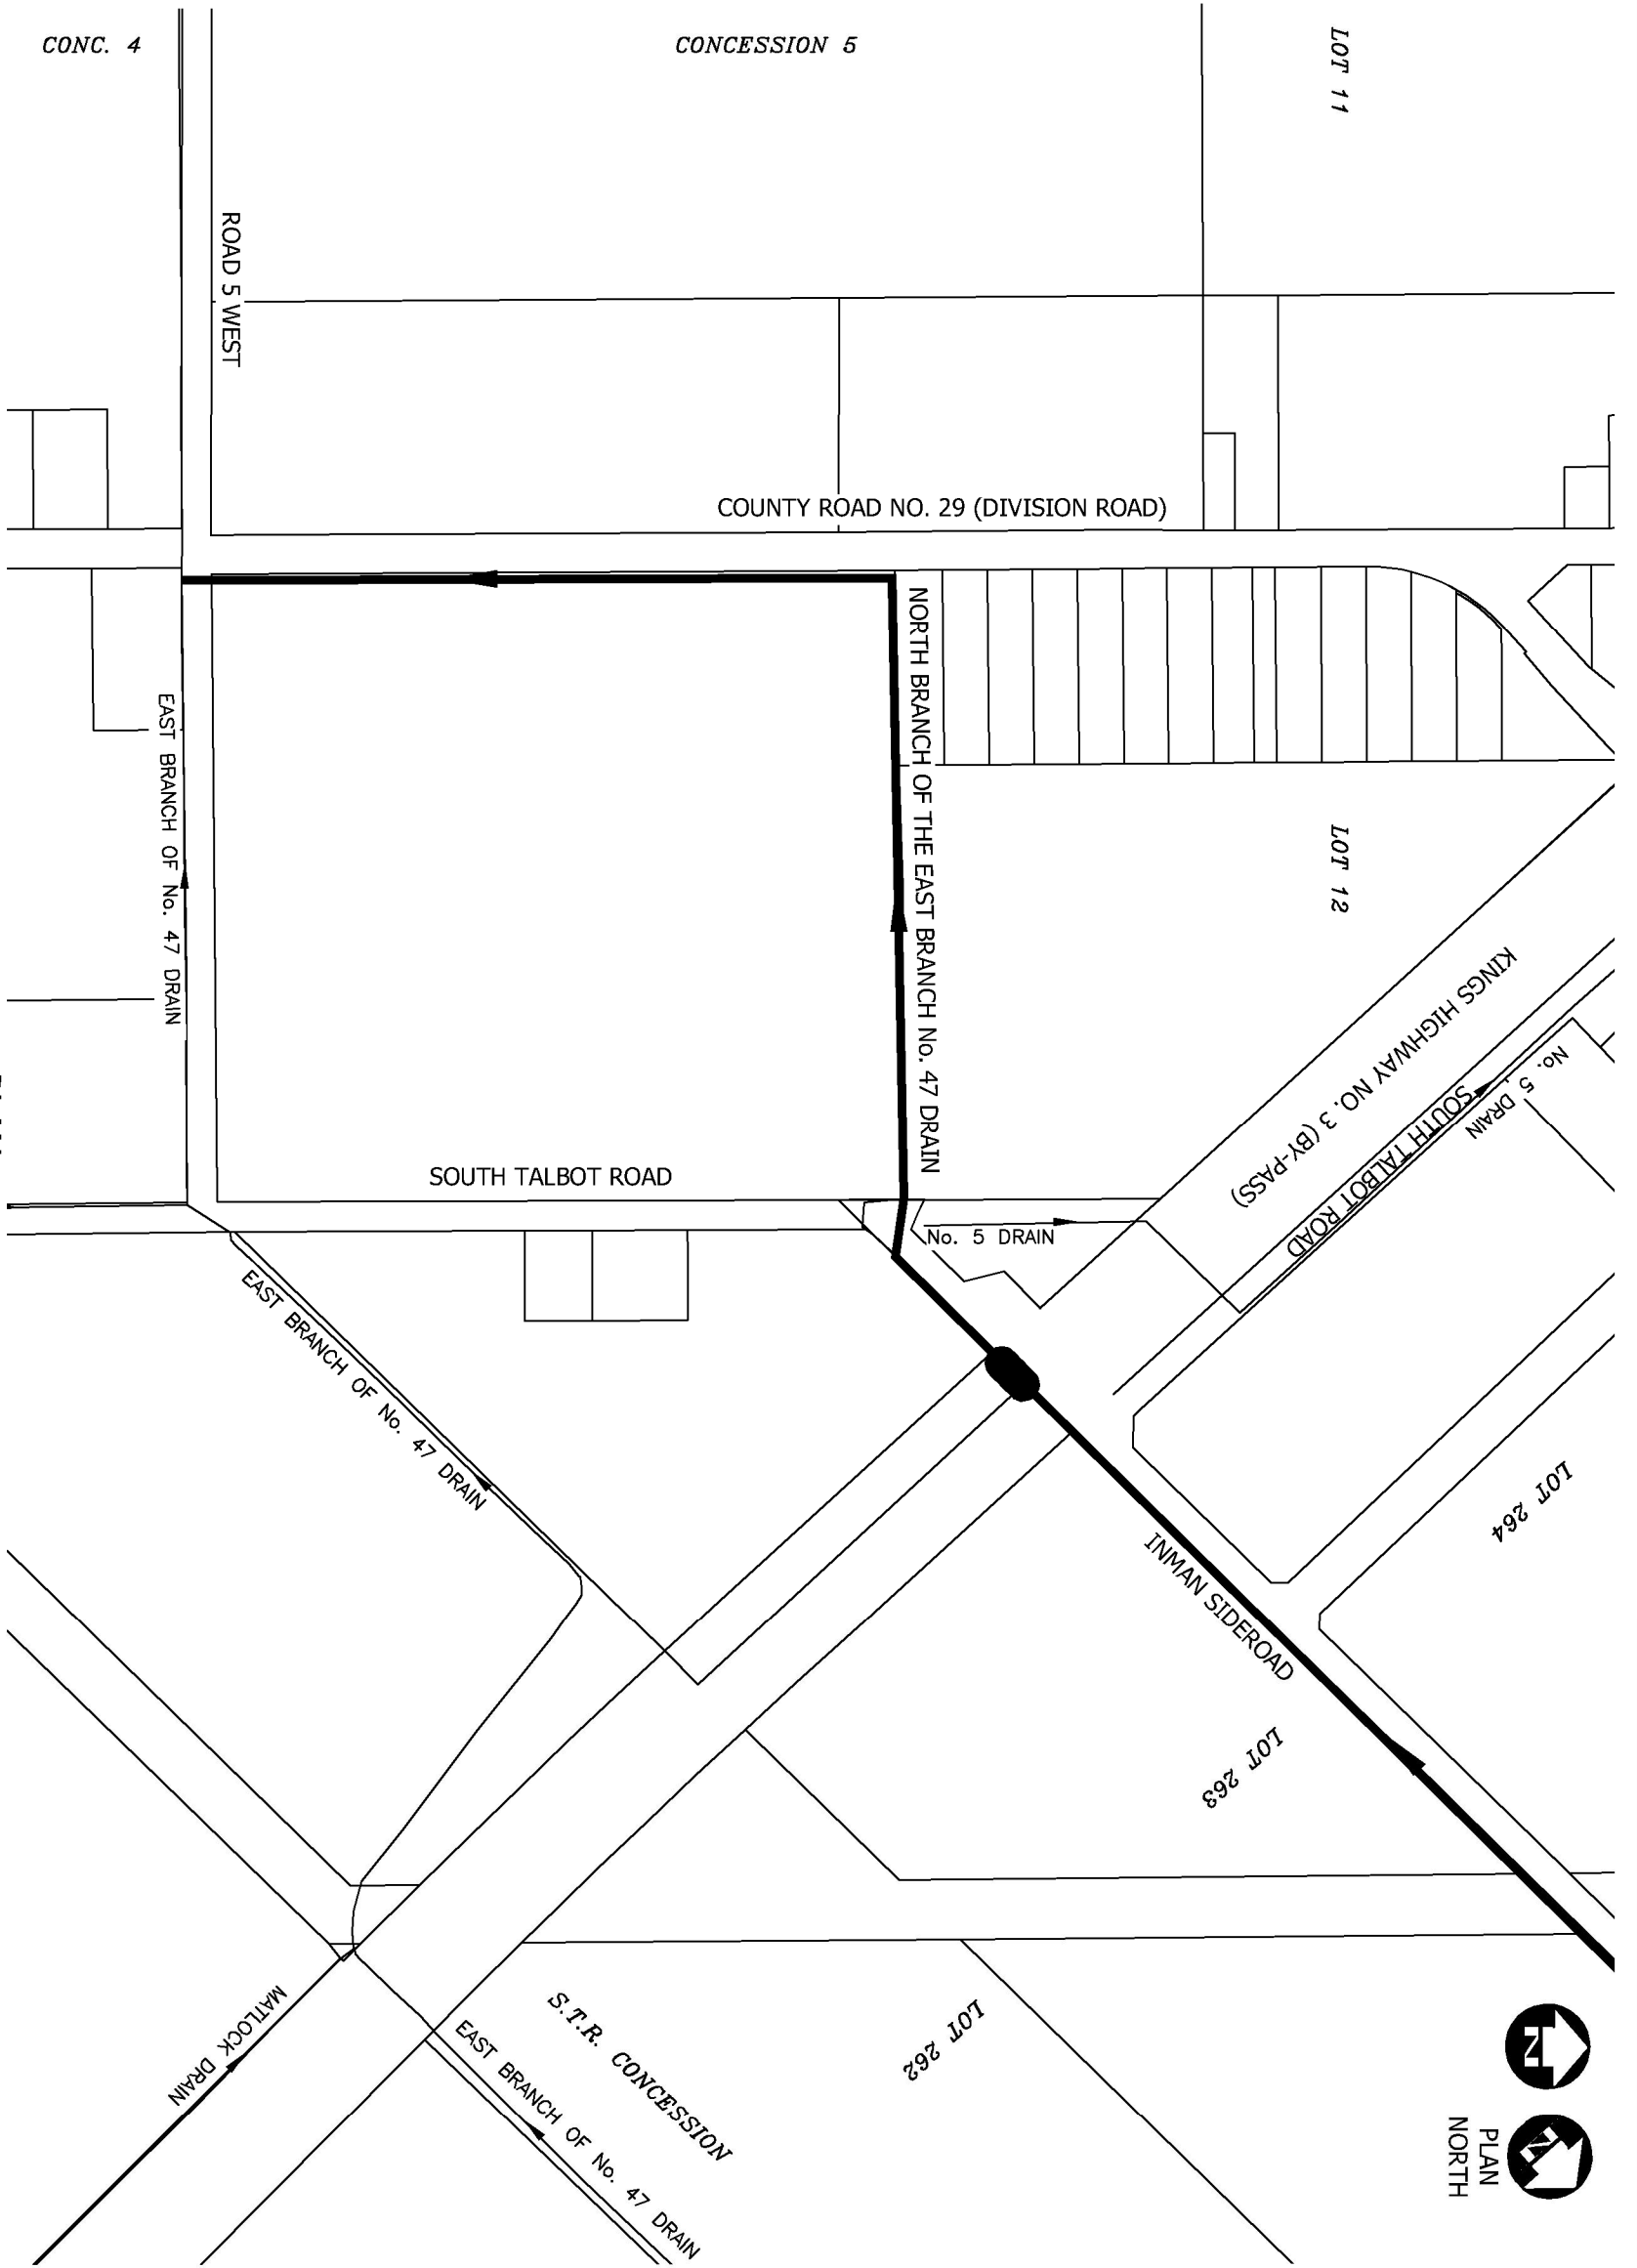 CONC. 4
CONCESSION 5
LOT 11
ROAD 5 WEST
COUNTY ROAD NO. 29 (DIVISION ROAD)
NORTH BRANCH OF THE EAST BRANCH No. 47 DRAIN
EAST BRANCH OF No. 47 DRAIN
LOT 12
KINGS HIGHWAY NO. 3 (BY-PASS)
SOUTH TALBOT ROAD
No. 5 DRAIN
SOUTH TALBOT ROAD
No. 5 DRAIN
EAST BRANCH OF No. 47 DRAIN
LOT 264
INMAN SIDEROAD
LOT 263
MATLOCK DRAIN
S.T.R. CONCESSION
LOT 262
EAST BRANCH OF No. 47 DRAIN
N
N
PLAN
NORTH